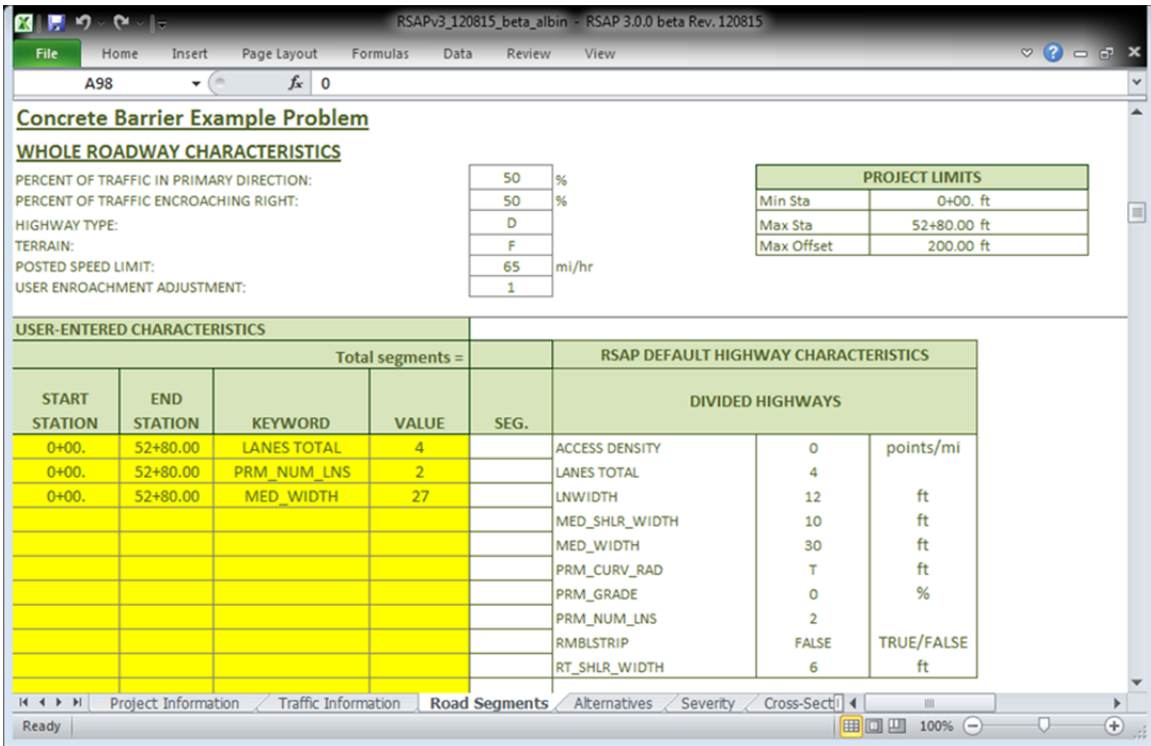 RSAPv3_120815_beta_albin - RSAP 3.0.0 beta Rev. 120815
File Home Insert Page Layout Formulas Data Review View
A98 fx 0
Concrete Barrier Example Problem
WHOLE ROADWAY CHARACTERISTICS
PERCENT OF TRAFFIC IN PRIMARY DIRECTION: 50 %
PERCENT OF TRAFFIC ENCROACHING RIGHT: 50 %
HIGHWAY TYPE: D
TERRAIN: F
POSTED SPEED LIMIT: 65 mi/hr
USER ENROACHMENT ADJUSTMENT: 1
PROJECT LIMITS
Min Sta 0+00. ft
Max Sta 52+80.00 ft
Max Offset 200.00 ft
USER-ENTERED CHARACTERISTICS
Total segments =
START STATION END STATION KEYWORD VALUE SEG.
0+00. 52+80.00 LANES TOTAL 4
0+00. 52+80.00 PRM_NUM_LNS 2
0+00. 52+80.00 MED_WIDTH 27
RSAP DEFAULT HIGHWAY CHARACTERISTICS
DIVIDED HIGHWAYS
ACCESS DENSITY 0 points/mi
LANES TOTAL 4
LNWIDTH 12 ft
MED_SHLR_WIDTH 10 ft
MED_WIDTH 30 ft
PRM_CURV_RAD T ft
PRM_GRADE 0 %
PRM_NUM_LNS 2
RMBLSTRIP FALSE TRUE/FALSE
RT_SHLR_WIDTH 6 ft
Project Information Traffic Information Road Segments Alternatives Severity Cross-Secti
Ready 100%